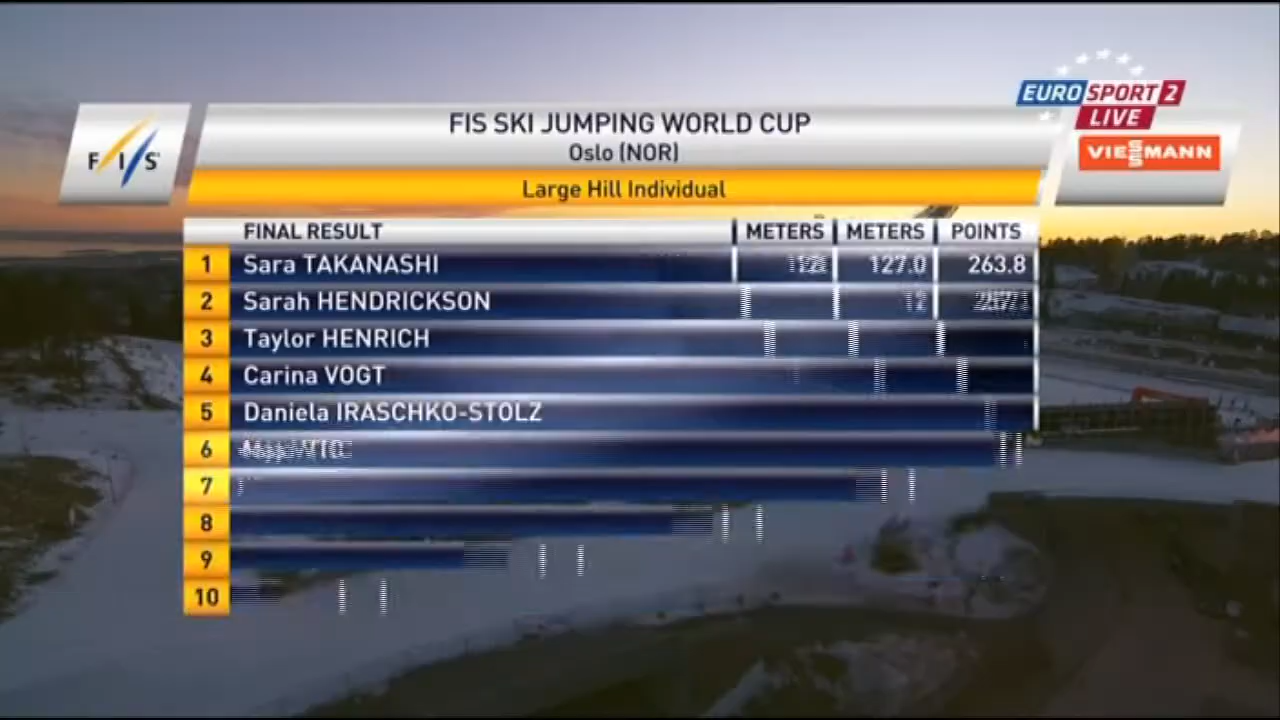 EUROSPORT 2
LIVE
FIS
FIS SKI JUMPING WORLD CUP
VIESSMANN
Oslo (NOR)
Large Hill Individual
FINAL RESULT METERS METERS POINTS
1 Sara TAKANASHI 127.0 263.8
2 Sarah HENDRICKSON
3 Taylor HENRICH
4 Carina VOGT
5 Daniela IRASCHKO-STOLZ
6
7
8
9
10